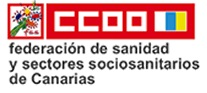 CCOO
federación de sanidad
y sectores sociosanitarios
de Canarias